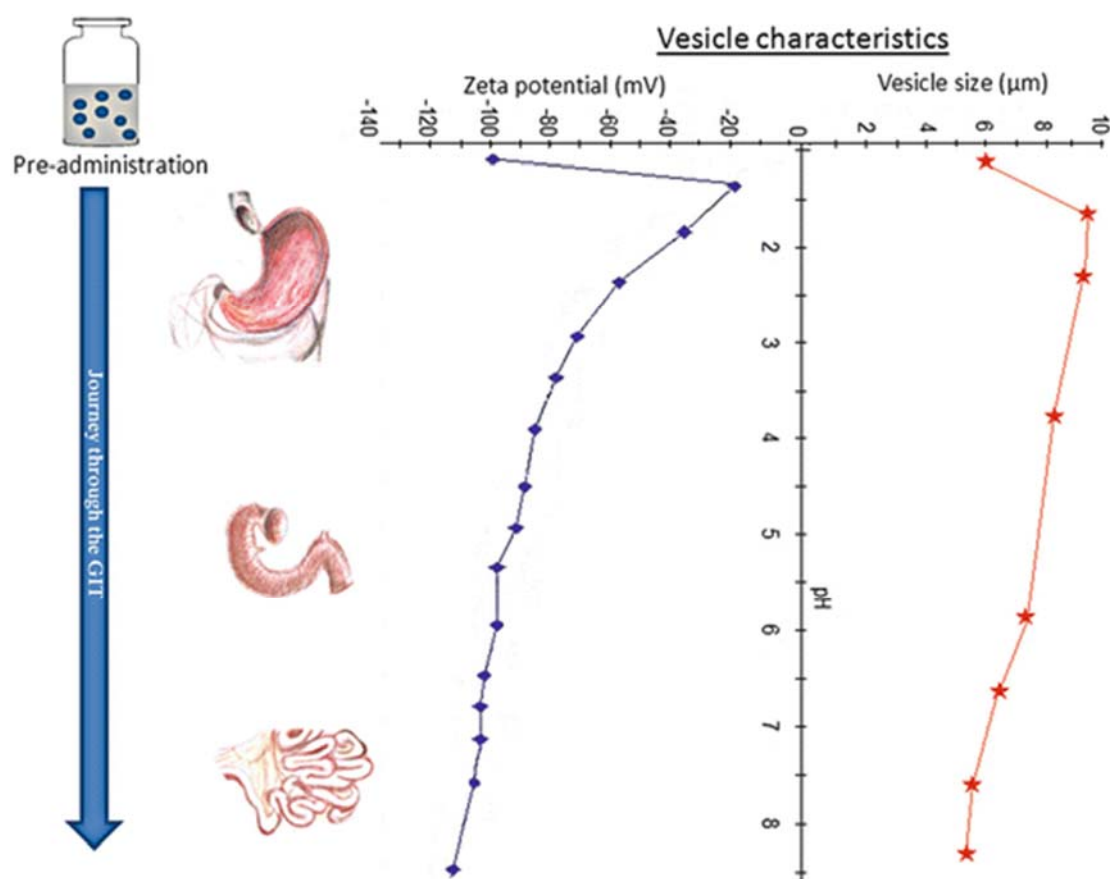 Vesicle characteristics
Zeta potential (mV)
Vesicle size (μm)
-140 -120 -100 -80 -60 -40 -20 0 2 4 6 8 10
Pre-administration
Journey through the GIT
2
3
4
5
pH
6
7
8